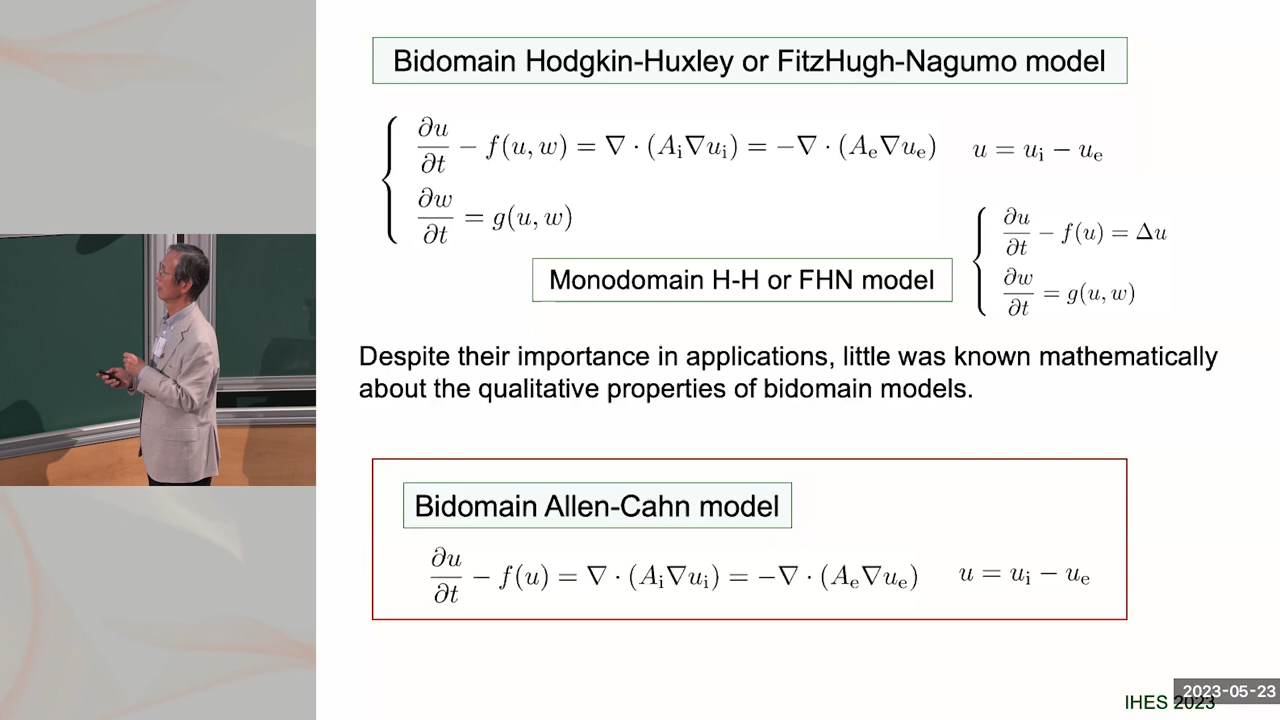 Bidomain Hodgkin-Huxley or FitzHugh-Nagumo model
∂u/∂t − f(u, w) = ∇ · (A_i∇u_i) = −∇ · (A_e∇u_e)   u = u_i − u_e
∂w/∂t = g(u, w)
Monodomain H-H or FHN model
∂u/∂t − f(u) = Δu
∂w/∂t = g(u, w)
Despite their importance in applications, little was known mathematically
about the qualitative properties of bidomain models.
Bidomain Allen-Cahn model
∂u/∂t − f(u) = ∇ · (A_i∇u_i) = −∇ · (A_e∇u_e)   u = u_i − u_e
2023-05-23
IHES 2023